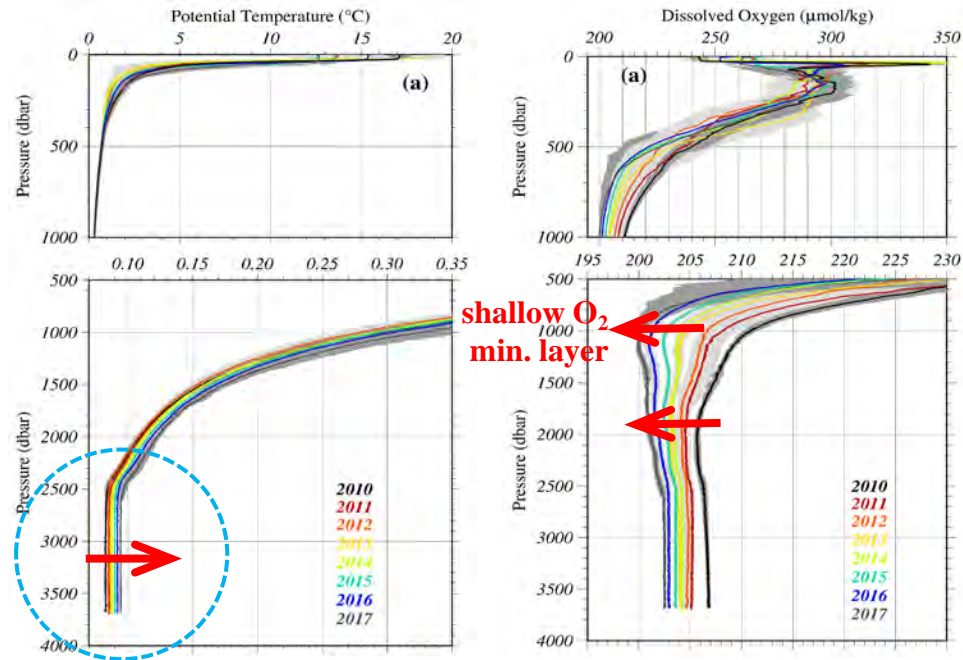 Potential Temperature (°C)
0 5 10 15 20
0
500
1000
Pressure (dbar)
(a)
0.10 0.15 0.20 0.25 0.30 0.35
500
1000
1500
2000
2500
3000
3500
4000
Pressure (dbar)
2010
2011
2012
2013
2014
2015
2016
2017
Dissolved Oxygen (μmol/kg)
200 250 300 350
0
500
1000
Pressure (dbar)
(a)
195 200 205 210 215 220 225 230
500
1000
1500
2000
2500
3000
3500
4000
Pressure (dbar)
shallow O₂
min. layer
2010
2011
2012
2013
2014
2015
2016
2017